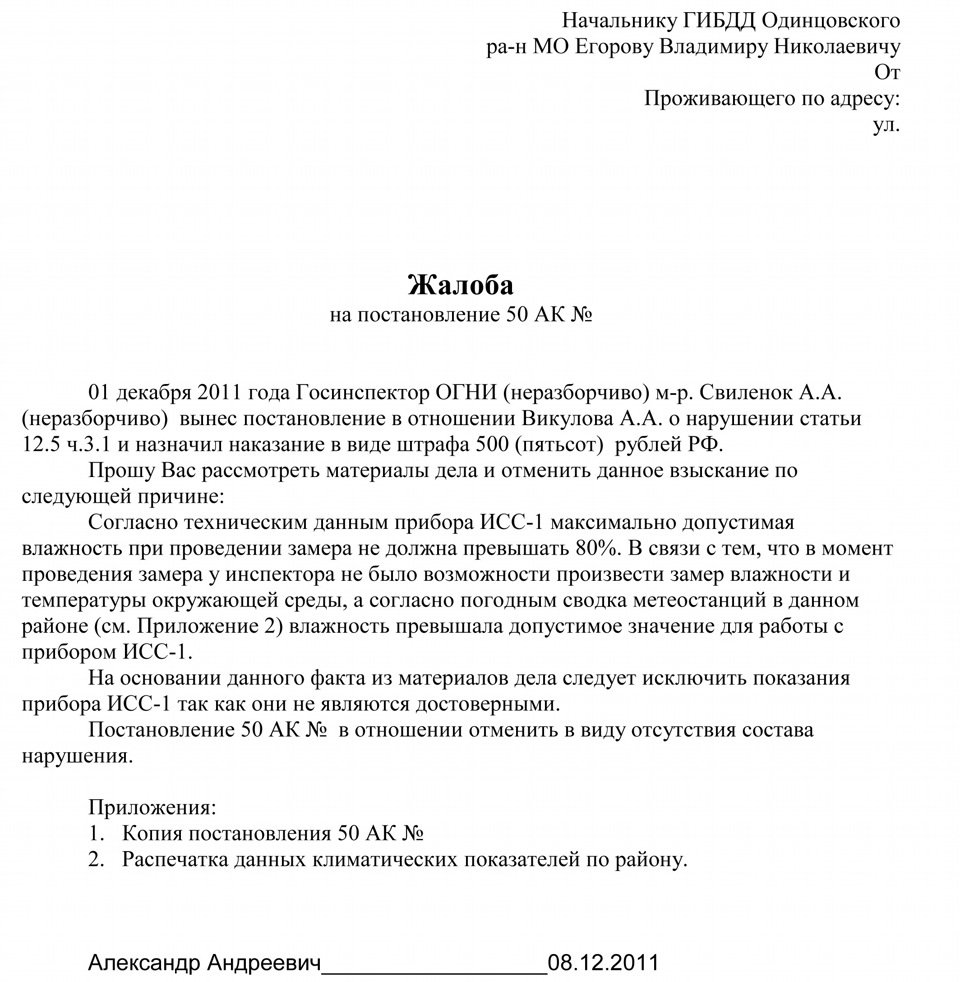 Начальнику ГИБДД Одинцовского
ра-н МО Егорову Владимиру Николаевичу
От
Проживающего по адресу:
ул.
Жалоба
на постановление 50 АК №
01 декабря 2011 года Госинспектор ОГНИ (неразборчиво) м-р. Свиленок А.А.
(неразборчиво)  вынес постановление в отношении Викулова А.А. о нарушении статьи
12.5 ч.3.1 и назначил наказание в виде штрафа 500 (пятьсот)  рублей РФ.
Прошу Вас рассмотреть материалы дела и отменить данное взыскание по
следующей причине:
Согласно техническим данным прибора ИСС-1 максимально допустимая
влажность при проведении замера не должна превышать 80%. В связи с тем, что в момент
проведения замера у инспектора не было возможности произвести замер влажности и
температуры окружающей среды, а согласно погодным сводка метеостанций в данном
районе (см. Приложение 2) влажность превышала допустимое значение для работы с
прибором ИСС-1.
На основании данного факта из материалов дела следует исключить показания
прибора ИСС-1 так как они не являются достоверными.
Постановление 50 АК №  в отношении отменить в виду отсутствия состава
нарушения.
Приложения:
1. Копия постановления 50 АК №
2. Распечатка данных климатических показателей по району.
Александр Андреевич__________________08.12.2011